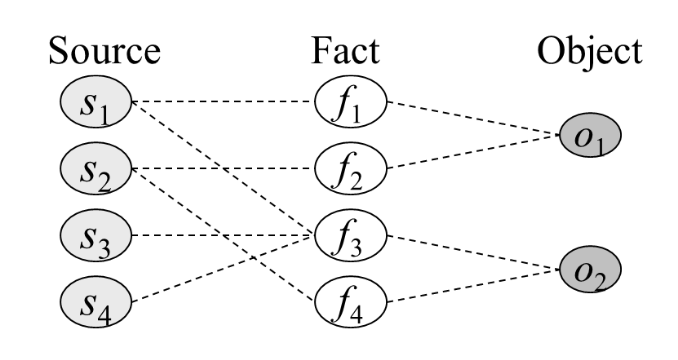 Source Fact Object
s1 f1
o1
s2 f2
s3 f3
o2
s4 f4